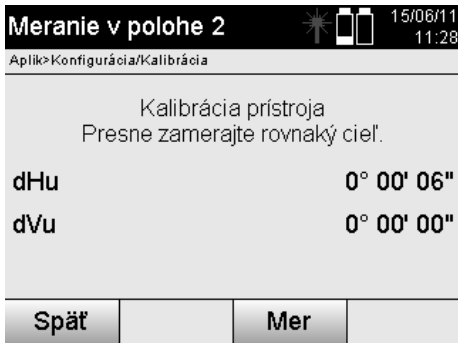 Meranie v polohe 2
15/06/11
11:28
Aplik>Konfigurácia/Kalibrácia
Kalibrácia prístroja
Presne zamerajte rovnaký cieľ.
dHu 0° 00' 06"
dVu 0° 00' 00"
Späť Mer